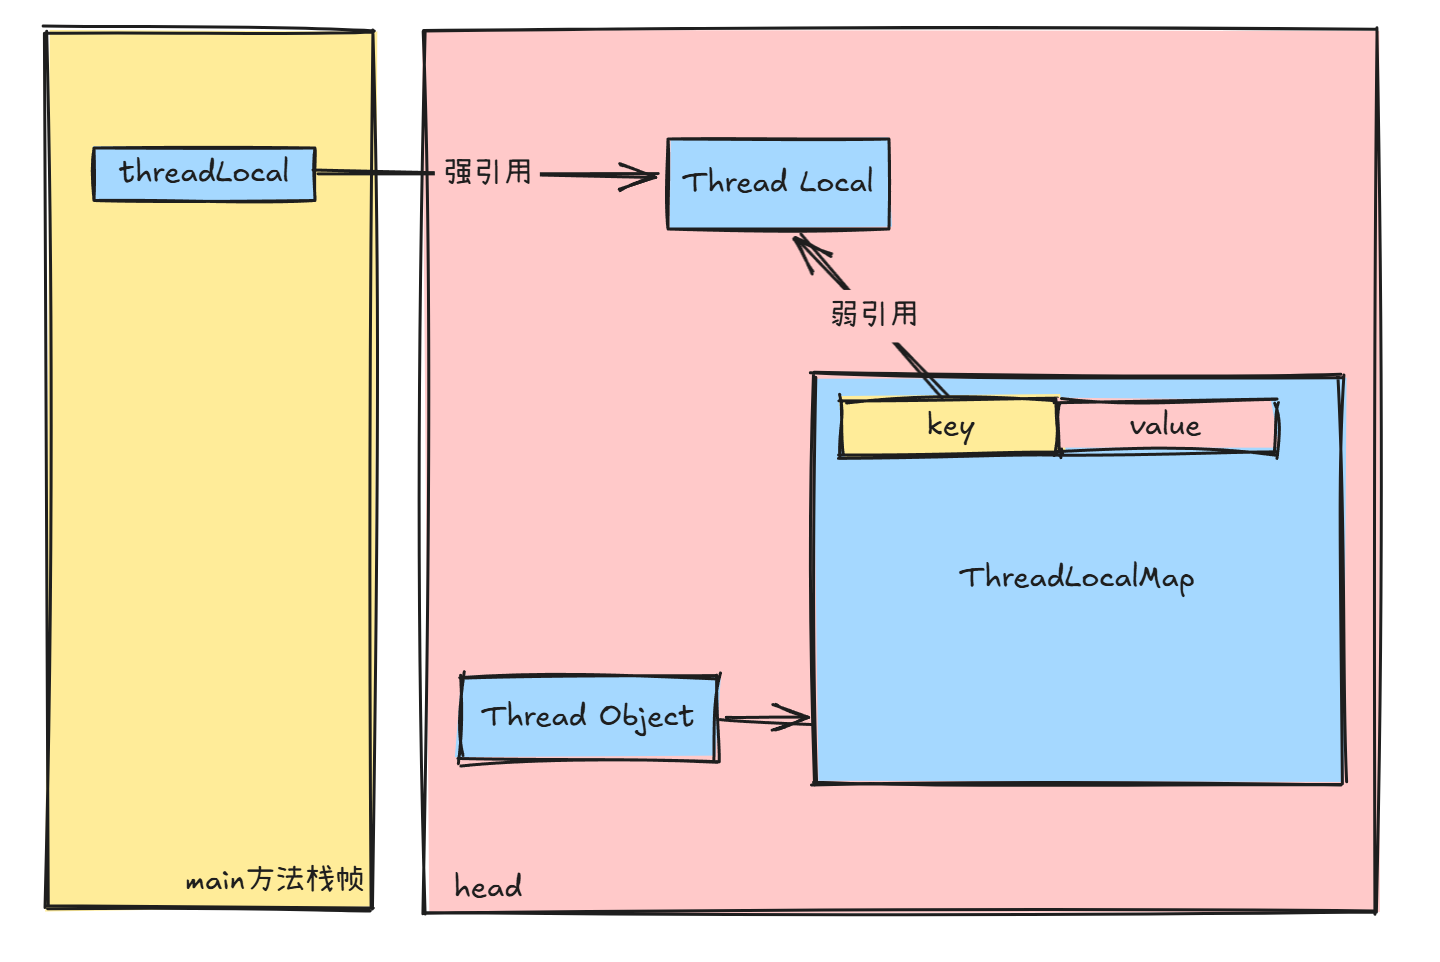 threadLocal
强引用
Thread Local
弱引用
key
value
ThreadLocalMap
Thread Object
main方法栈帧
head